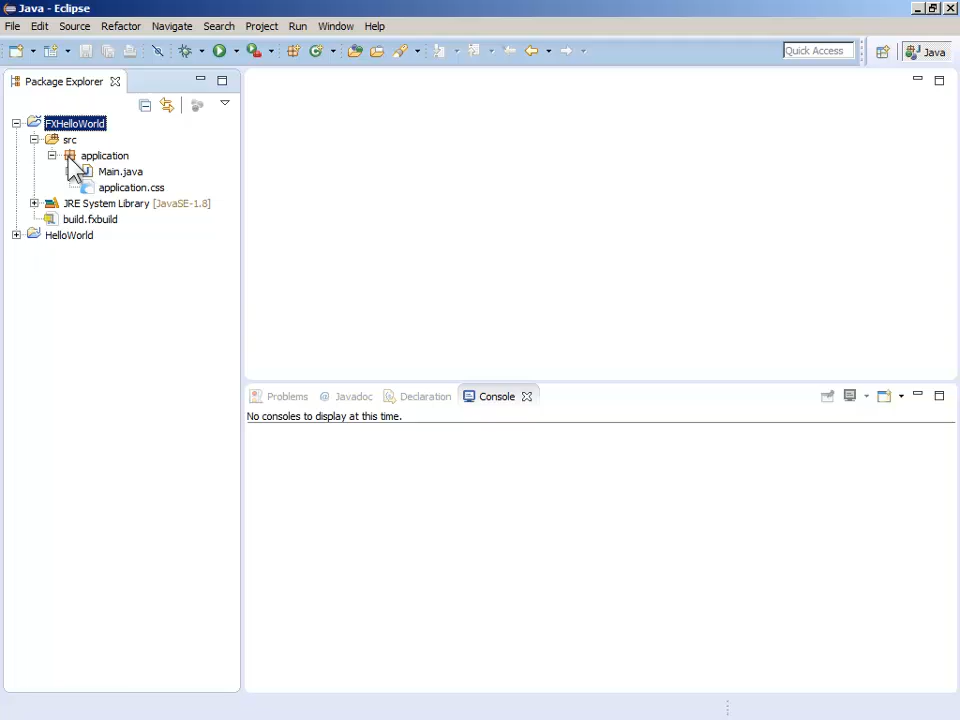 Java - Eclipse
File Edit Source Refactor Navigate Search Project Run Window Help
Quick Access Java
Package Explorer
FXHelloWorld
src
application
Main.java
application.css
JRE System Library [JavaSE-1.8]
build.fxbuild
HelloWorld
Problems @ Javadoc Declaration Console
No consoles to display at this time.